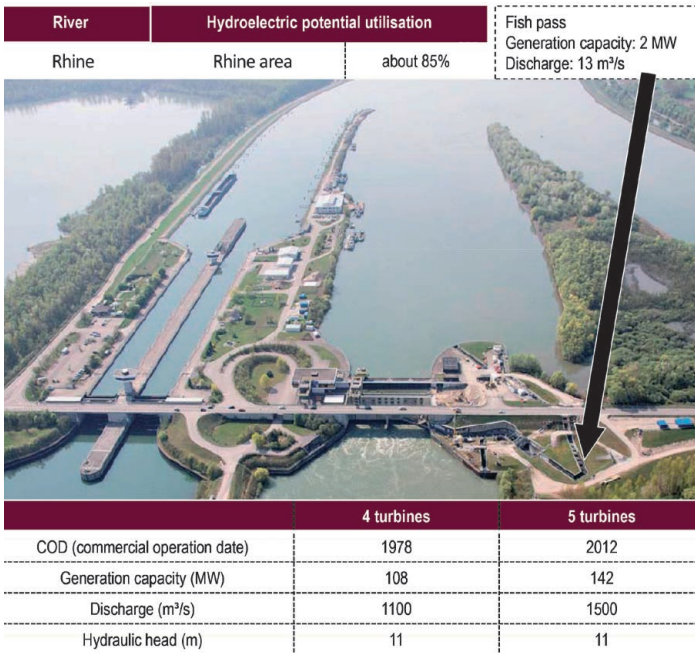 River Hydroelectric potential utilisation
Rhine Rhine area about 85%
Fish pass
Generation capacity: 2 MW
Discharge: 13 m³/s
4 turbines 5 turbines
COD (commercial operation date) 1978 2012
Generation capacity (MW) 108 142
Discharge (m³/s) 1100 1500
Hydraulic head (m) 11 11